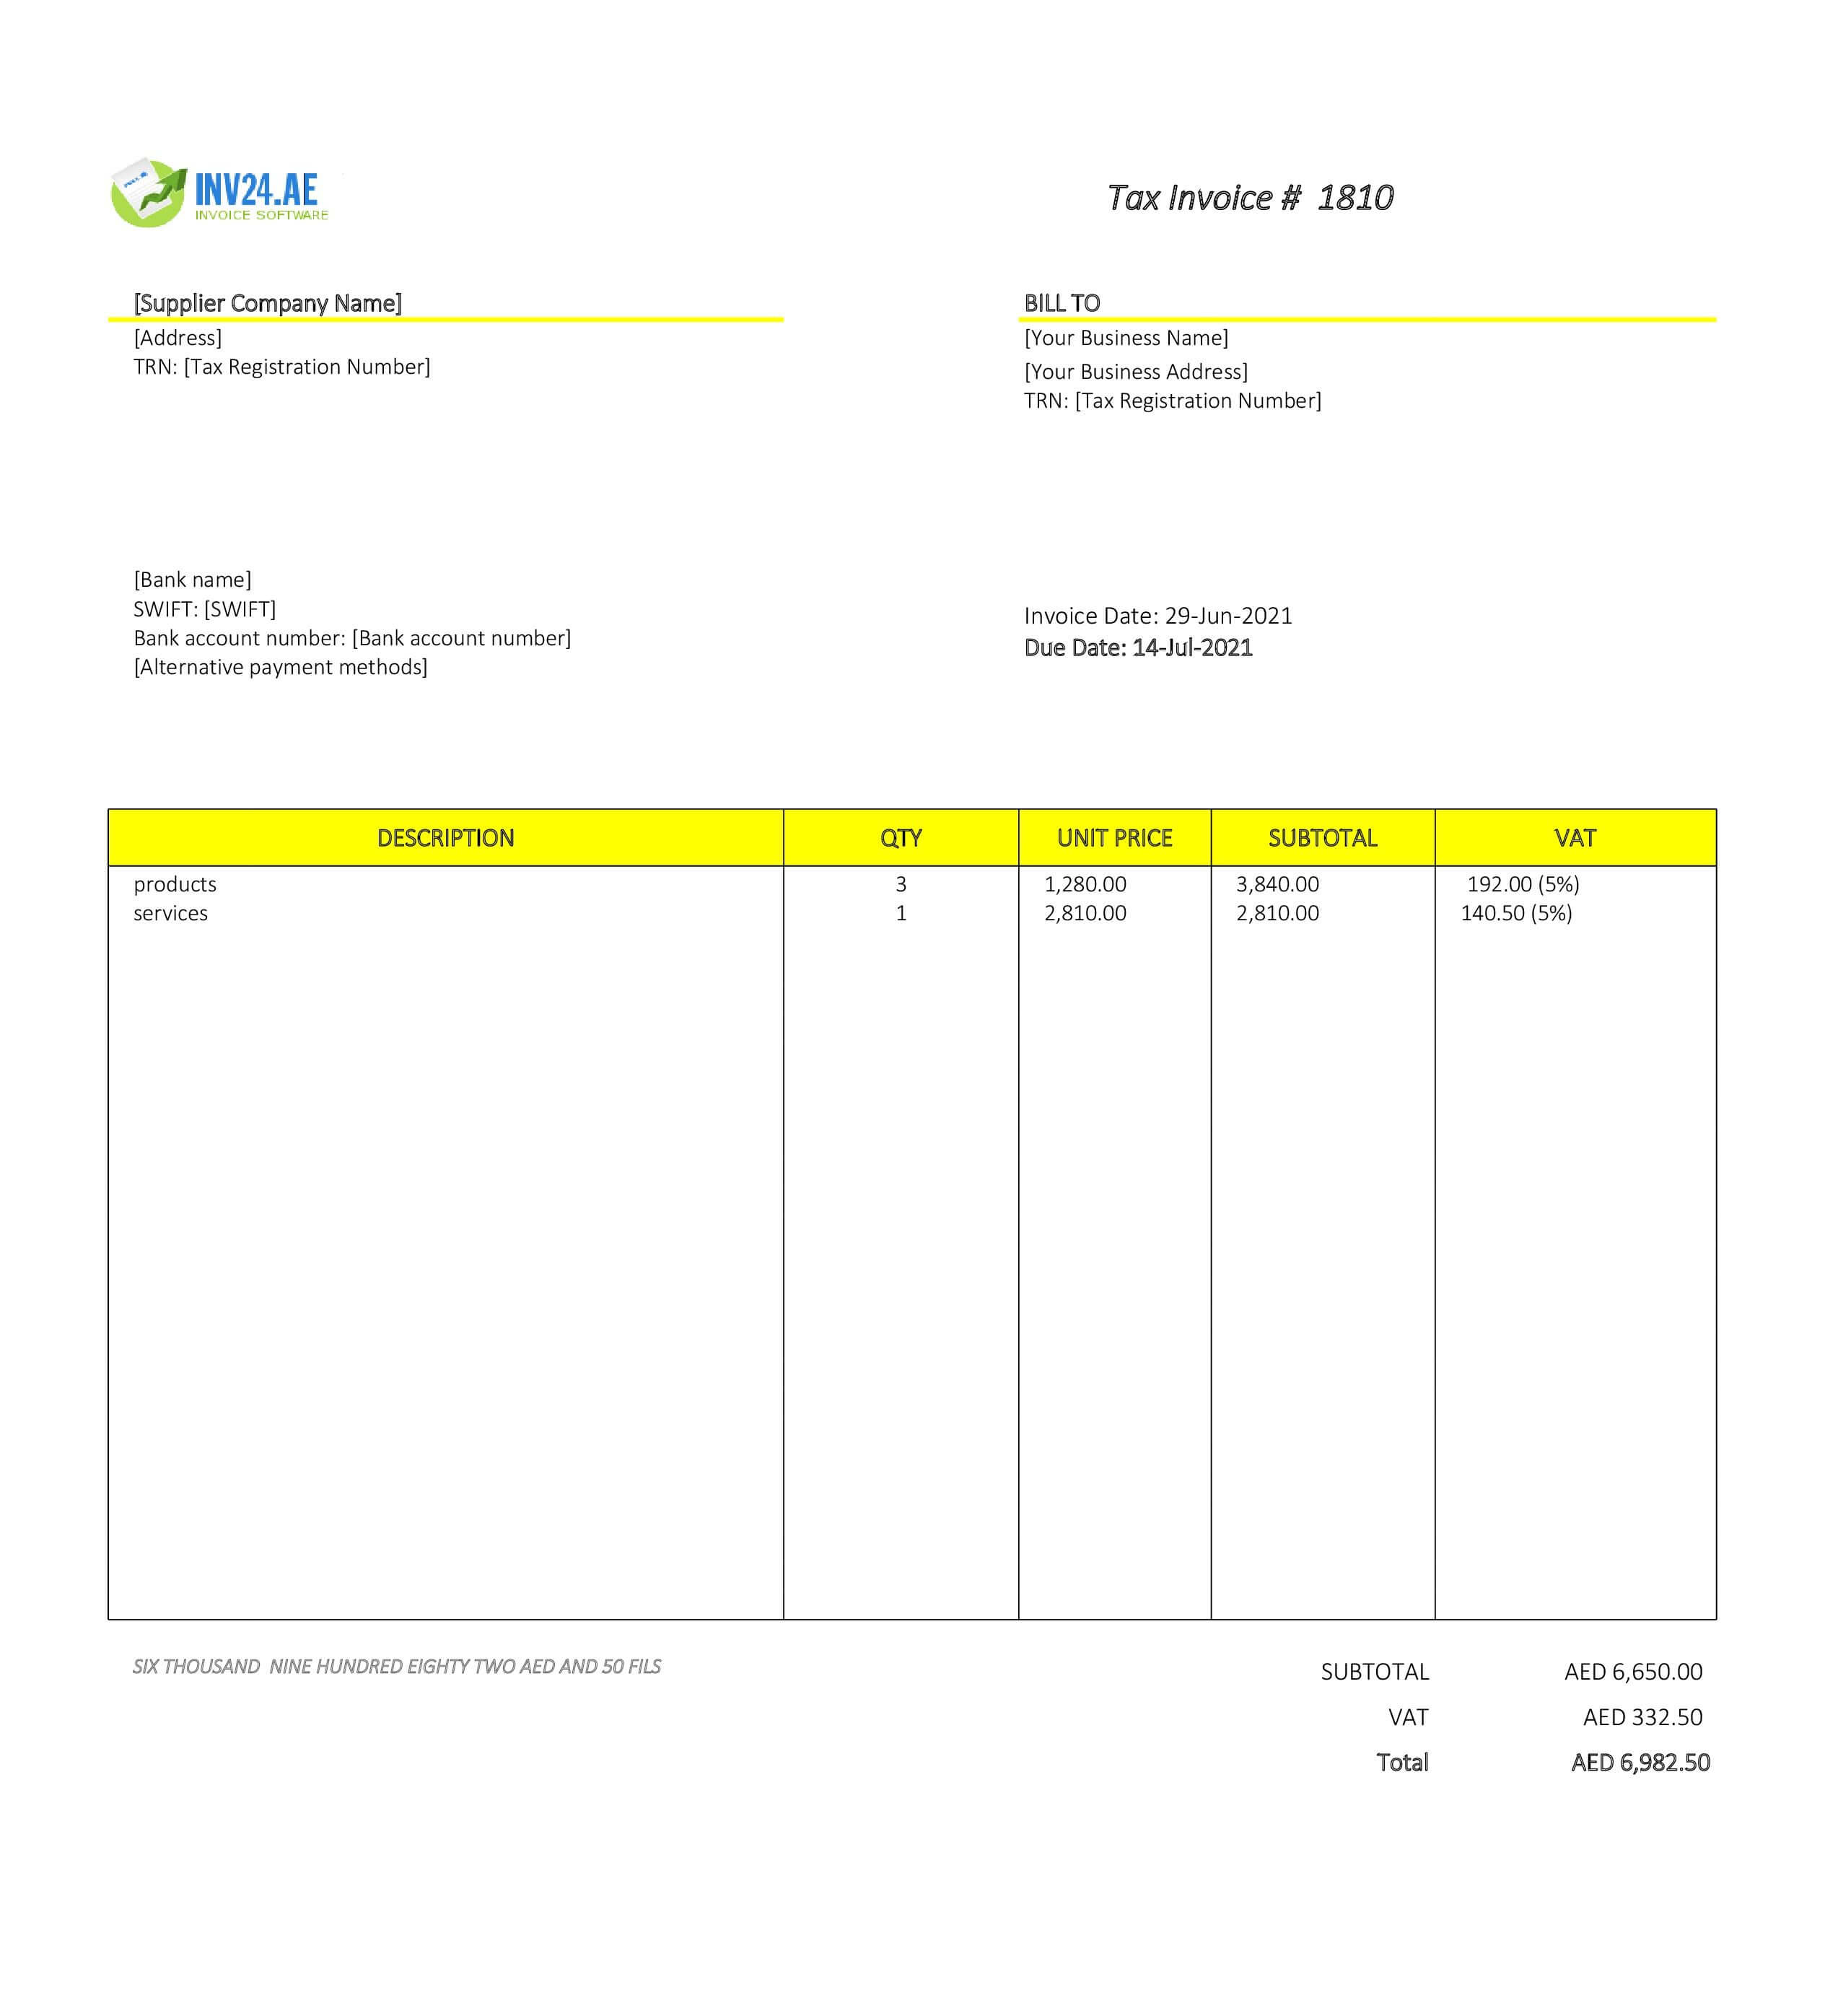 INV24.AE
INVOICE SOFTWARE
Tax Invoice #  1810
[Supplier Company Name]
[Address]
TRN: [Tax Registration Number]
BILL TO
[Your Business Name]
[Your Business Address]
TRN: [Tax Registration Number]
[Bank name]
SWIFT: [SWIFT]
Bank account number: [Bank account number]
[Alternative payment methods]
Invoice Date: 29-Jun-2021
Due Date: 14-Jul-2021
DESCRIPTION QTY UNIT PRICE SUBTOTAL VAT
products 3 1,280.00 3,840.00 192.00 (5%)
services 1 2,810.00 2,810.00 140.50 (5%)
SIX THOUSAND  NINE HUNDRED EIGHTY TWO AED AND 50 FILS
SUBTOTAL AED 6,650.00
VAT AED 332.50
Total AED 6,982.50